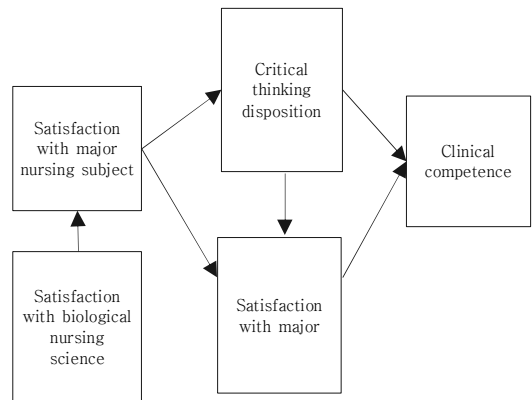 Critical
thinking
disposition
Satisfaction
with major
nursing subject
Clinical
competence
Satisfaction
with biological
nursing
science
Satisfaction
with major